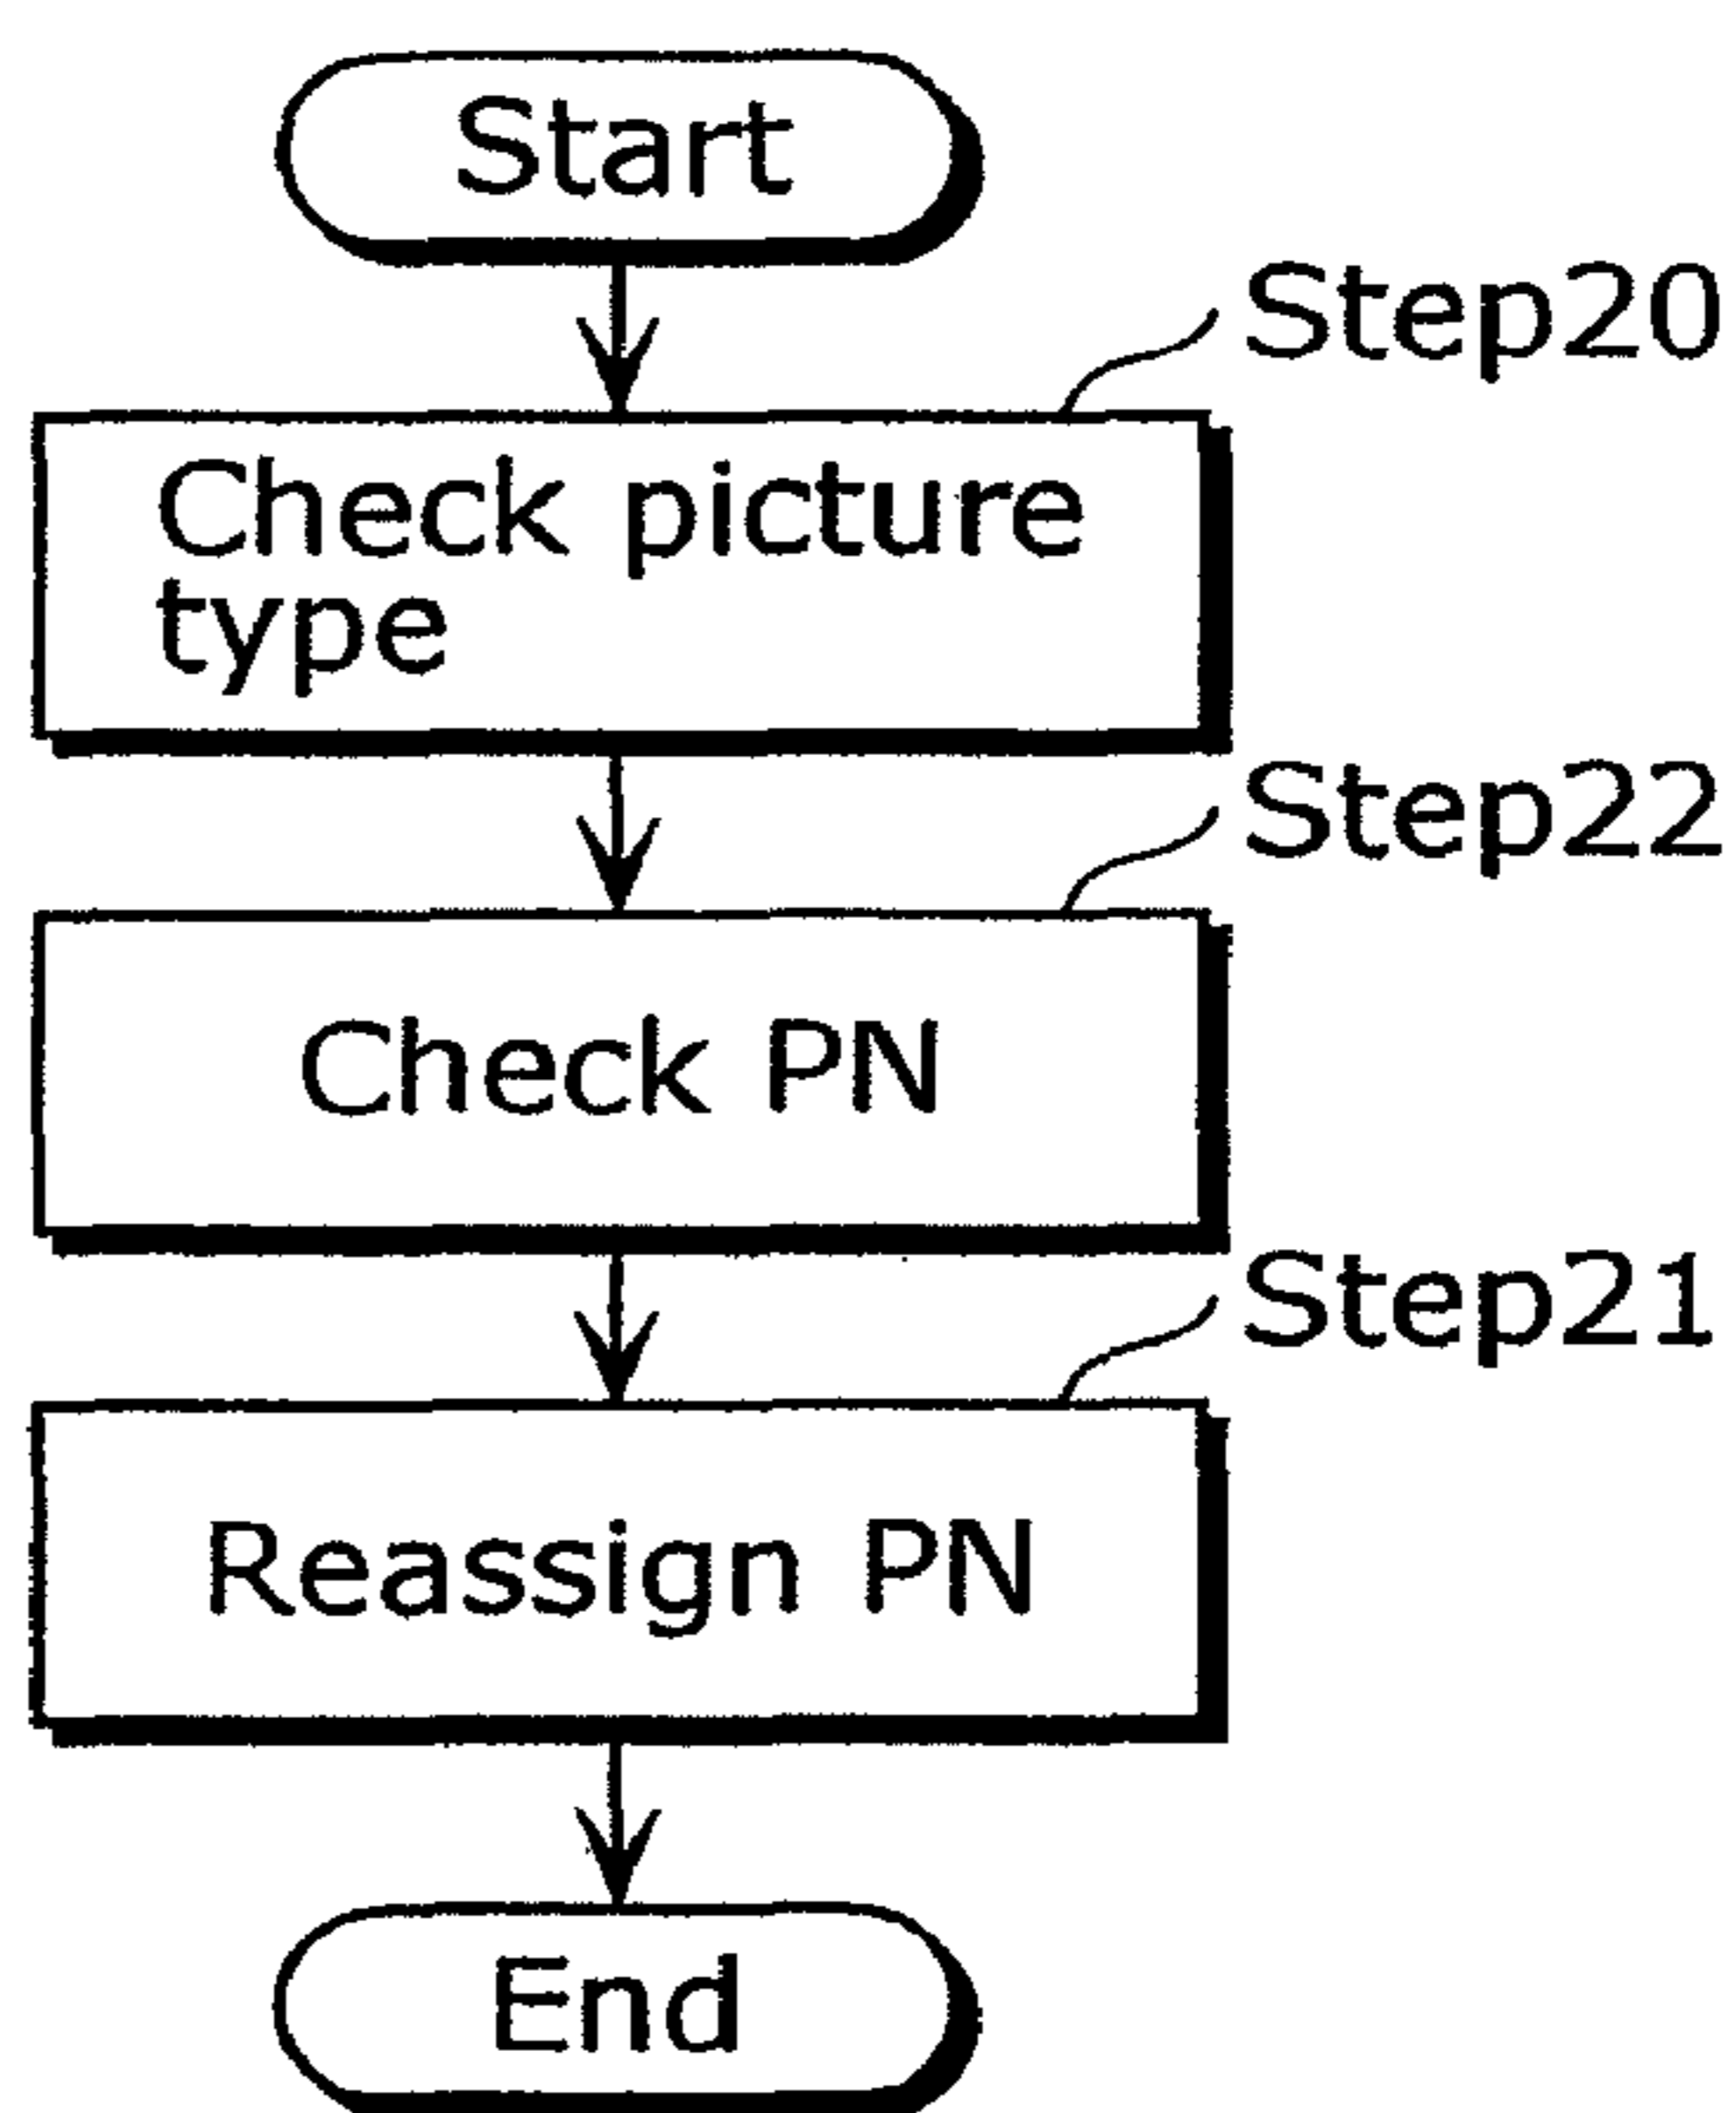 Start
Step20
Check picture
type
Step22
Check PN
Step21
Reassign PN
End